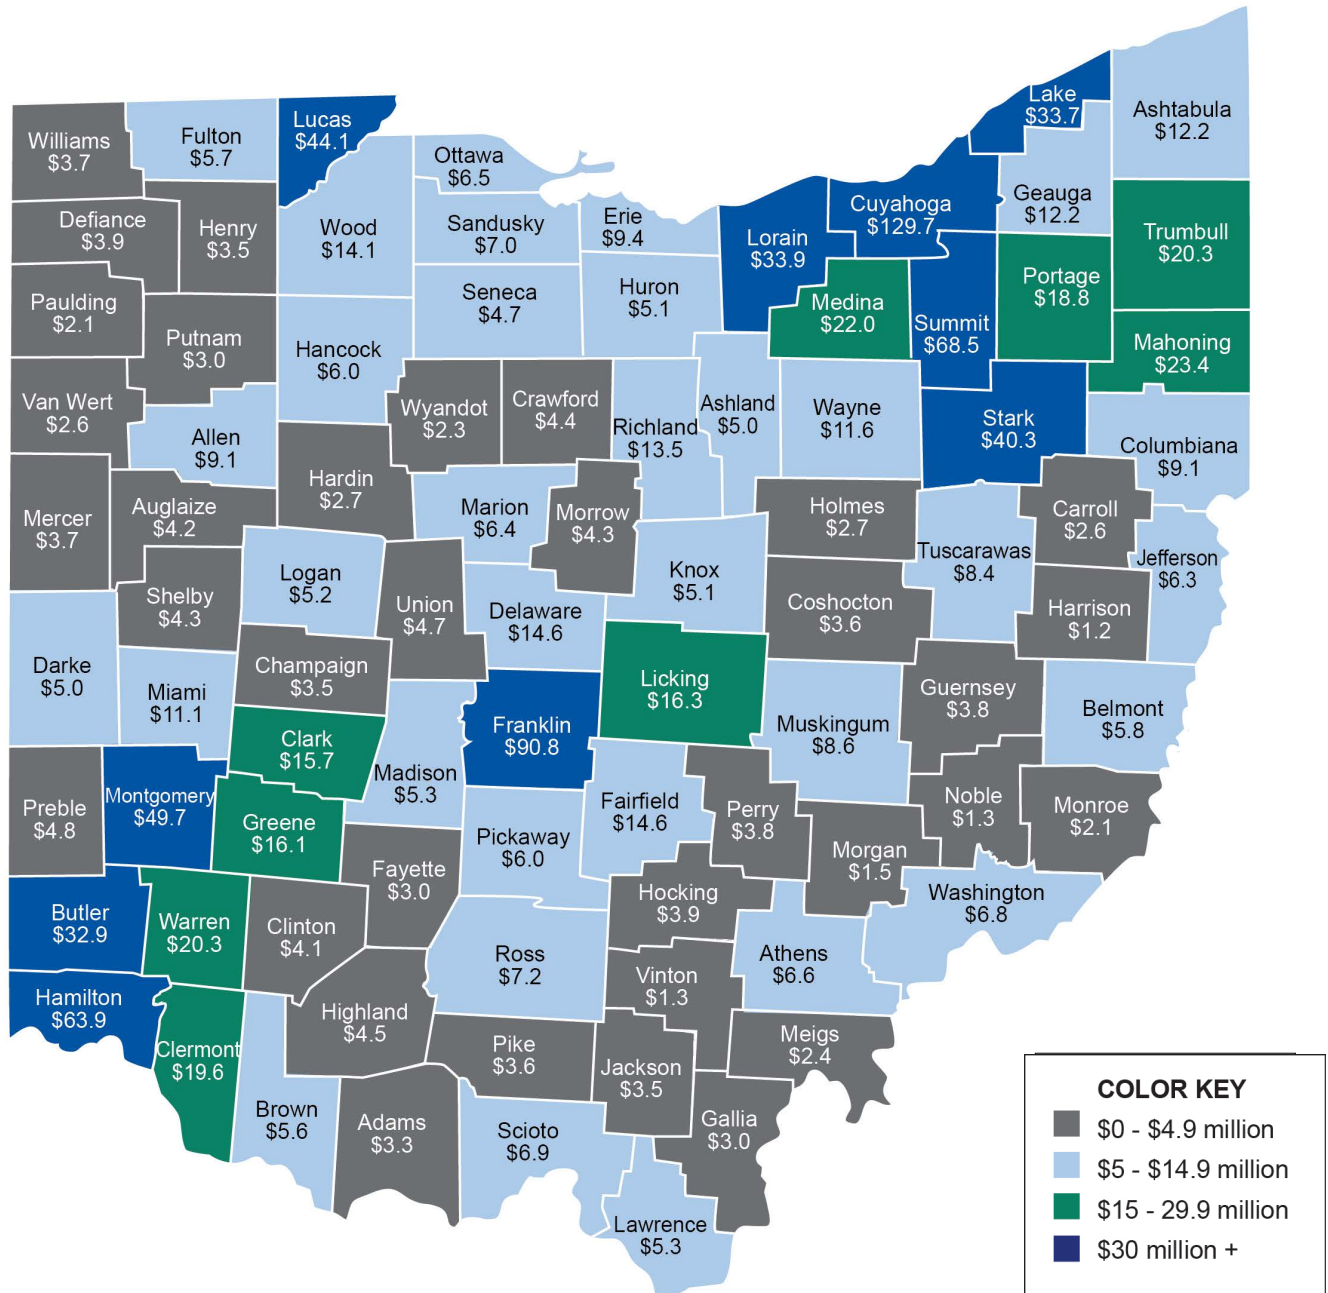 Lake
$33.7
Ashtabula
$12.2
Lucas
$44.1
Fulton
$5.7
Williams
$3.7
Ottawa
$6.5
Geauga
$12.2
Cuyahoga
$129.7
Defiance
$3.9
Henry
$3.5
Wood
$14.1
Sandusky
$7.0
Erie
$9.4
Lorain
$33.9
Trumbull
$20.3
Portage
$18.8
Paulding
$2.1
Seneca
$4.7
Huron
$5.1
Medina
$22.0
Summit
$68.5
Putnam
$3.0
Hancock
$6.0
Mahoning
$23.4
Van Wert
$2.6
Wyandot
$2.3
Crawford
$4.4
Richland
$13.5
Ashland
$5.0
Wayne
$11.6
Stark
$40.3
Allen
$9.1
Columbiana
$9.1
Hardin
$2.7
Mercer
$3.7
Auglaize
$4.2
Marion
$6.4
Morrow
$4.3
Holmes
$2.7
Carroll
$2.6
Tuscarawas
$8.4
Jefferson
$6.3
Logan
$5.2
Knox
$5.1
Shelby
$4.3
Union
$4.7
Delaware
$14.6
Coshocton
$3.6
Harrison
$1.2
Darke
$5.0
Champaign
$3.5
Miami
$11.1
Licking
$16.3
Guernsey
$3.8
Belmont
$5.8
Clark
$15.7
Franklin
$90.8
Muskingum
$8.6
Madison
$5.3
Preble
$4.8
Montgomery
$49.7
Greene
$16.1
Fairfield
$14.6
Perry
$3.8
Noble
$1.3
Monroe
$2.1
Pickaway
$6.0
Morgan
$1.5
Fayette
$3.0
Hocking
$3.9
Washington
$6.8
Butler
$32.9
Warren
$20.3
Clinton
$4.1
Ross
$7.2
Athens
$6.6
Vinton
$1.3
Hamilton
$63.9
Highland
$4.5
Clermont
$19.6
Pike
$3.6
Jackson
$3.5
Meigs
$2.4
Brown
$5.6
Adams
$3.3
Scioto
$6.9
Gallia
$3.0
Lawrence
$5.3
COLOR KEY
$0 - $4.9 million
$5 - $14.9 million
$15 - 29.9 million
$30 million +